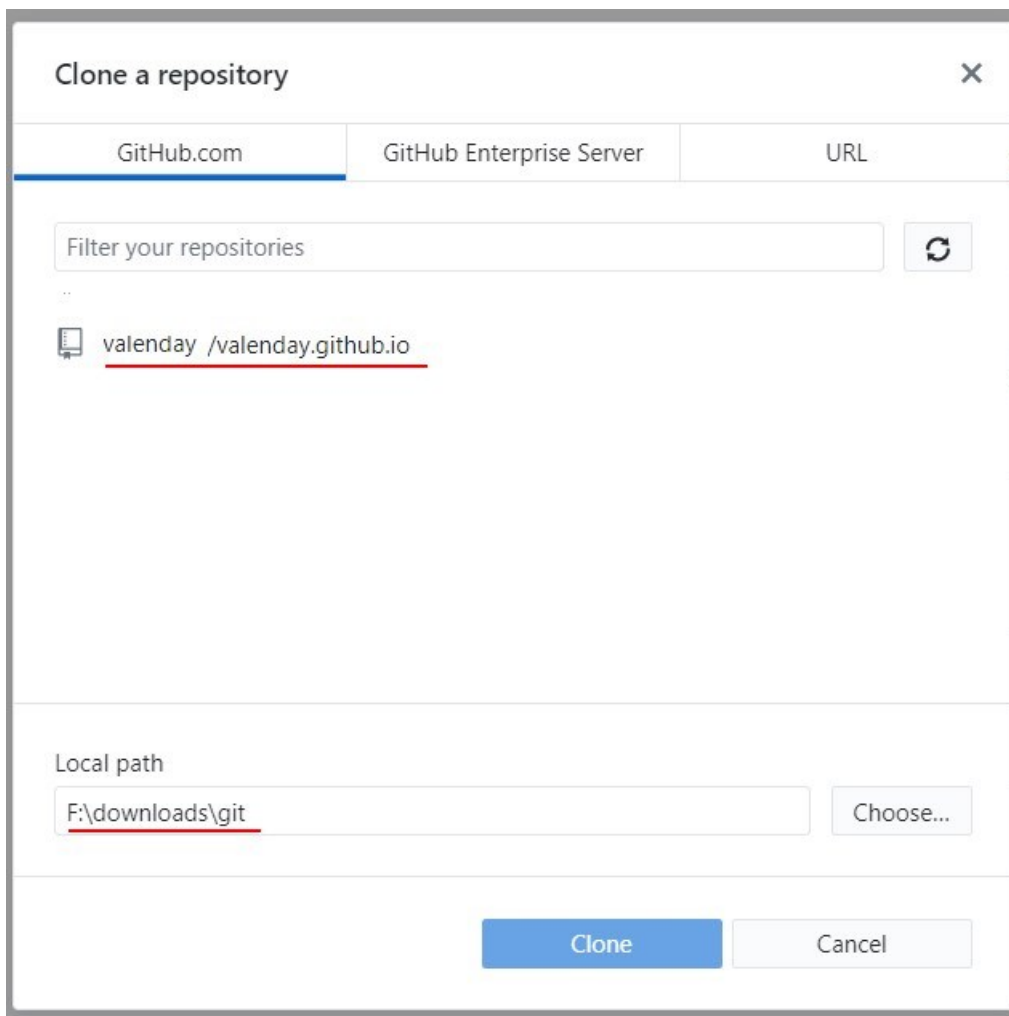 Clone a repository
GitHub.com GitHub Enterprise Server URL
Filter your repositories
..
valenday /valenday.github.io
Local path
F:\downloads\git Choose...
Clone Cancel